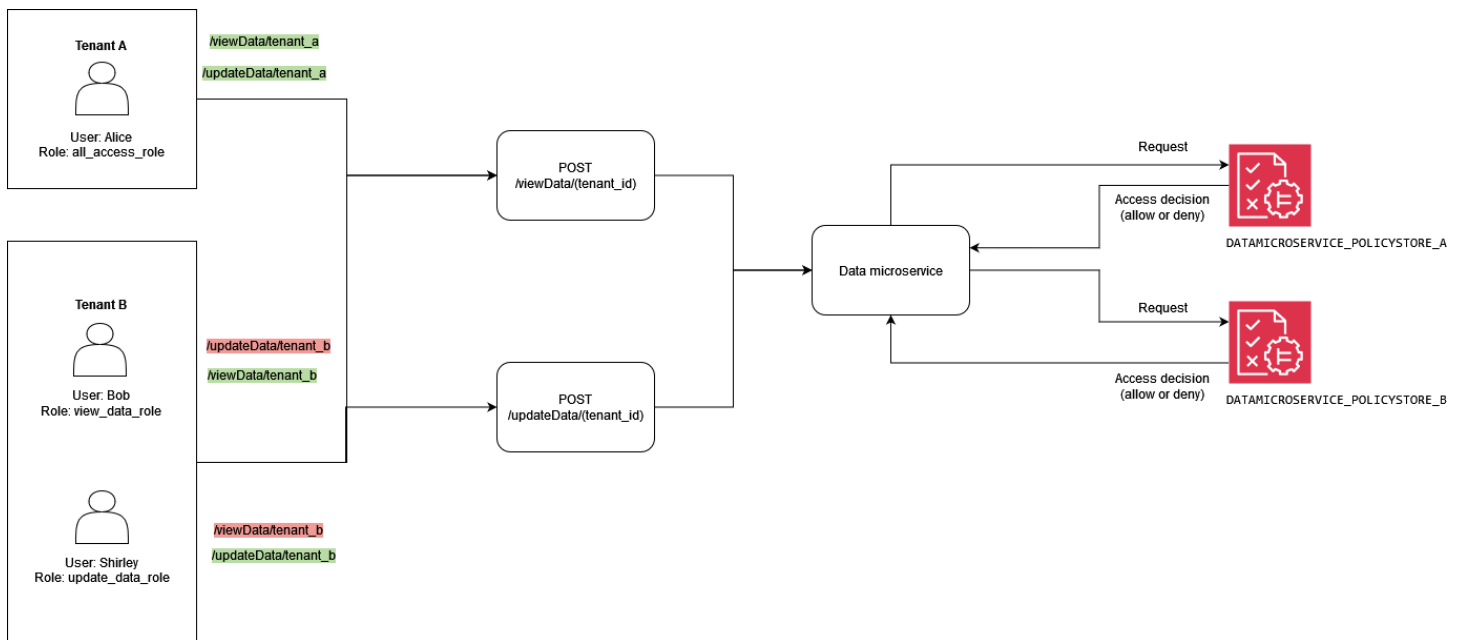 Tenant A
User: Alice
Role: all_access_role
/viewData/tenant_a
/updateData/tenant_a
Tenant B
User: Bob
Role: view_data_role
/updateData/tenant_b
/viewData/tenant_b
User: Shirley
Role: update_data_role
/viewData/tenant_b
/updateData/tenant_b
POST
/viewData/(tenant_id)
POST
/updateData/(tenant_id)
Data microservice
Request
Access decision
(allow or deny)
DATAMICROSERVICE_POLICYSTORE_A
Request
Access decision
(allow or deny)
DATAMICROSERVICE_POLICYSTORE_B